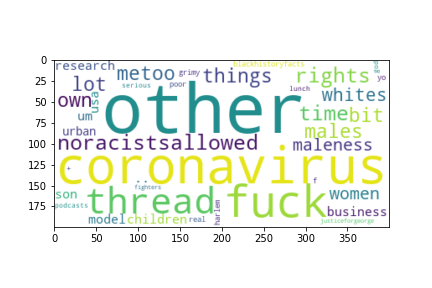 0
25
50
75
100
125
150
175
0 50 100 150 200 250 300 350
research
metoo
grimy
blackhistoryfacts
god
yo
lot
serious
poor
things
lunch
rights
whites
own
usa
other
um
urban
time
bit
males
noracistsallowed
maleness
coronavirus
fighters
f
son
podcasts
thread
fuck
women
business
model
children
real
harlem
justiceforgeorge